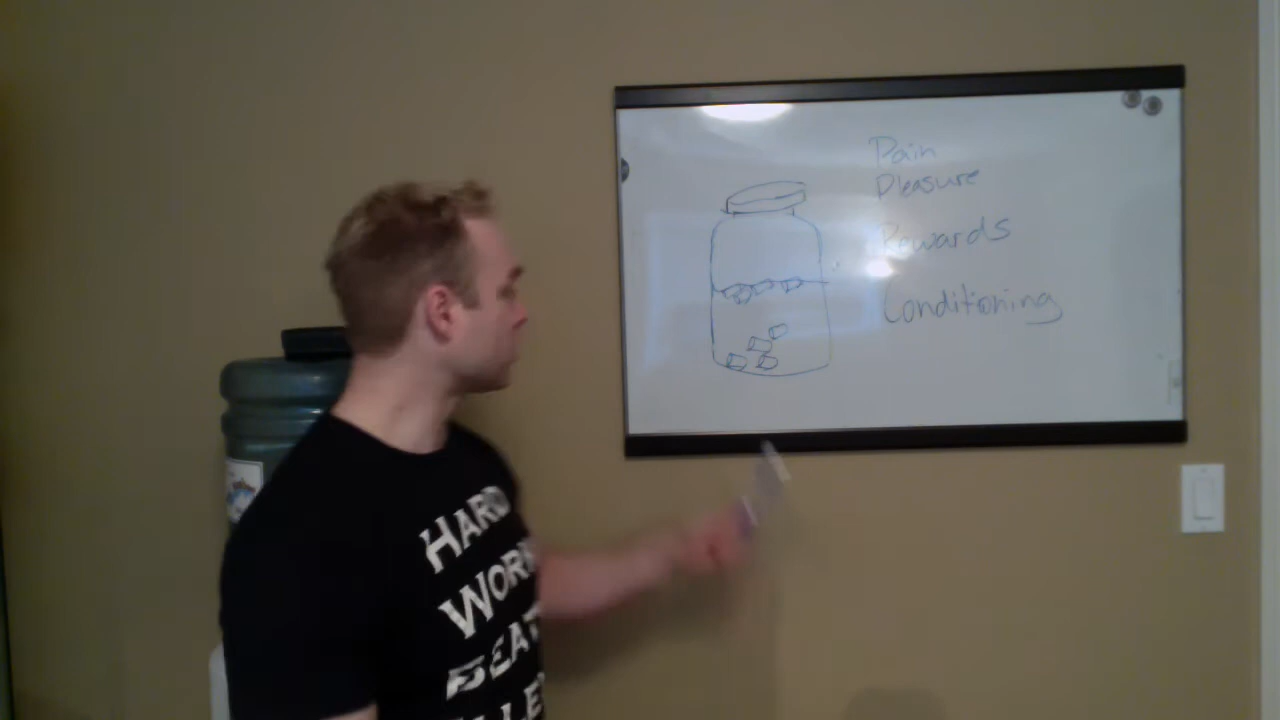 Pain
Pleasure
Rewards
Conditioning
HARD
WORK
BEAT